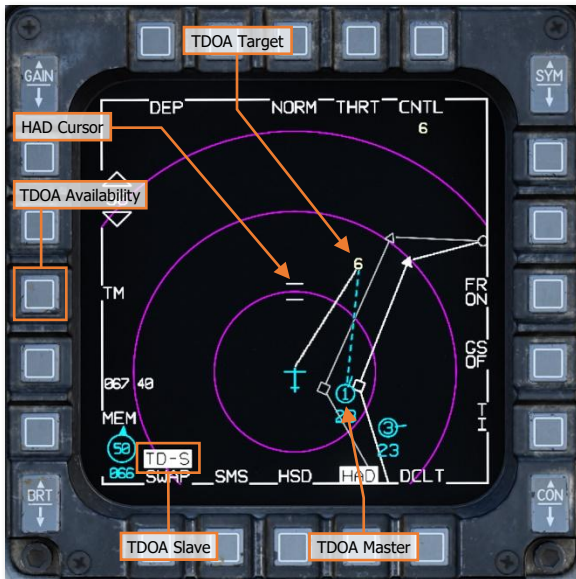 TDOA Target
GAIN
SYM
DEP
NORM
THRT
CNTL
6
HAD Cursor
TDOA Availability
6
TM
FR
ON
067 40
GS
OF
MEM
1
3
TI
50
23
066
TD-S
BRT
SWAP
SMS
HSD
HAD
DCLT
CON
TDOA Slave
TDOA Master